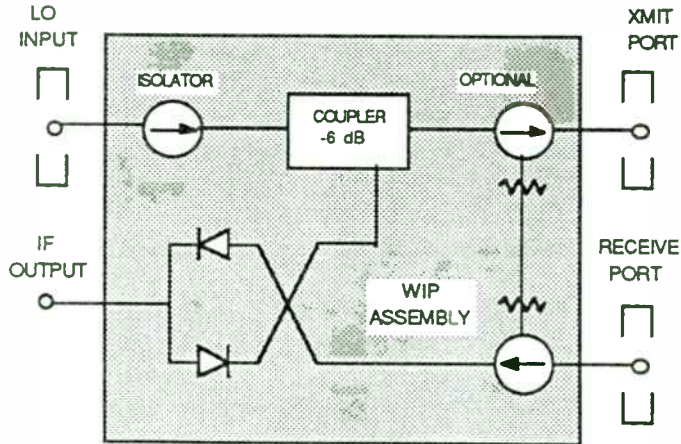 LO
INPUT
XMIT
PORT
ISOLATOR
OPTIONAL
COUPLER
-6 dB
IF
OUTPUT
RECEIVE
PORT
WIP
ASSEMBLY